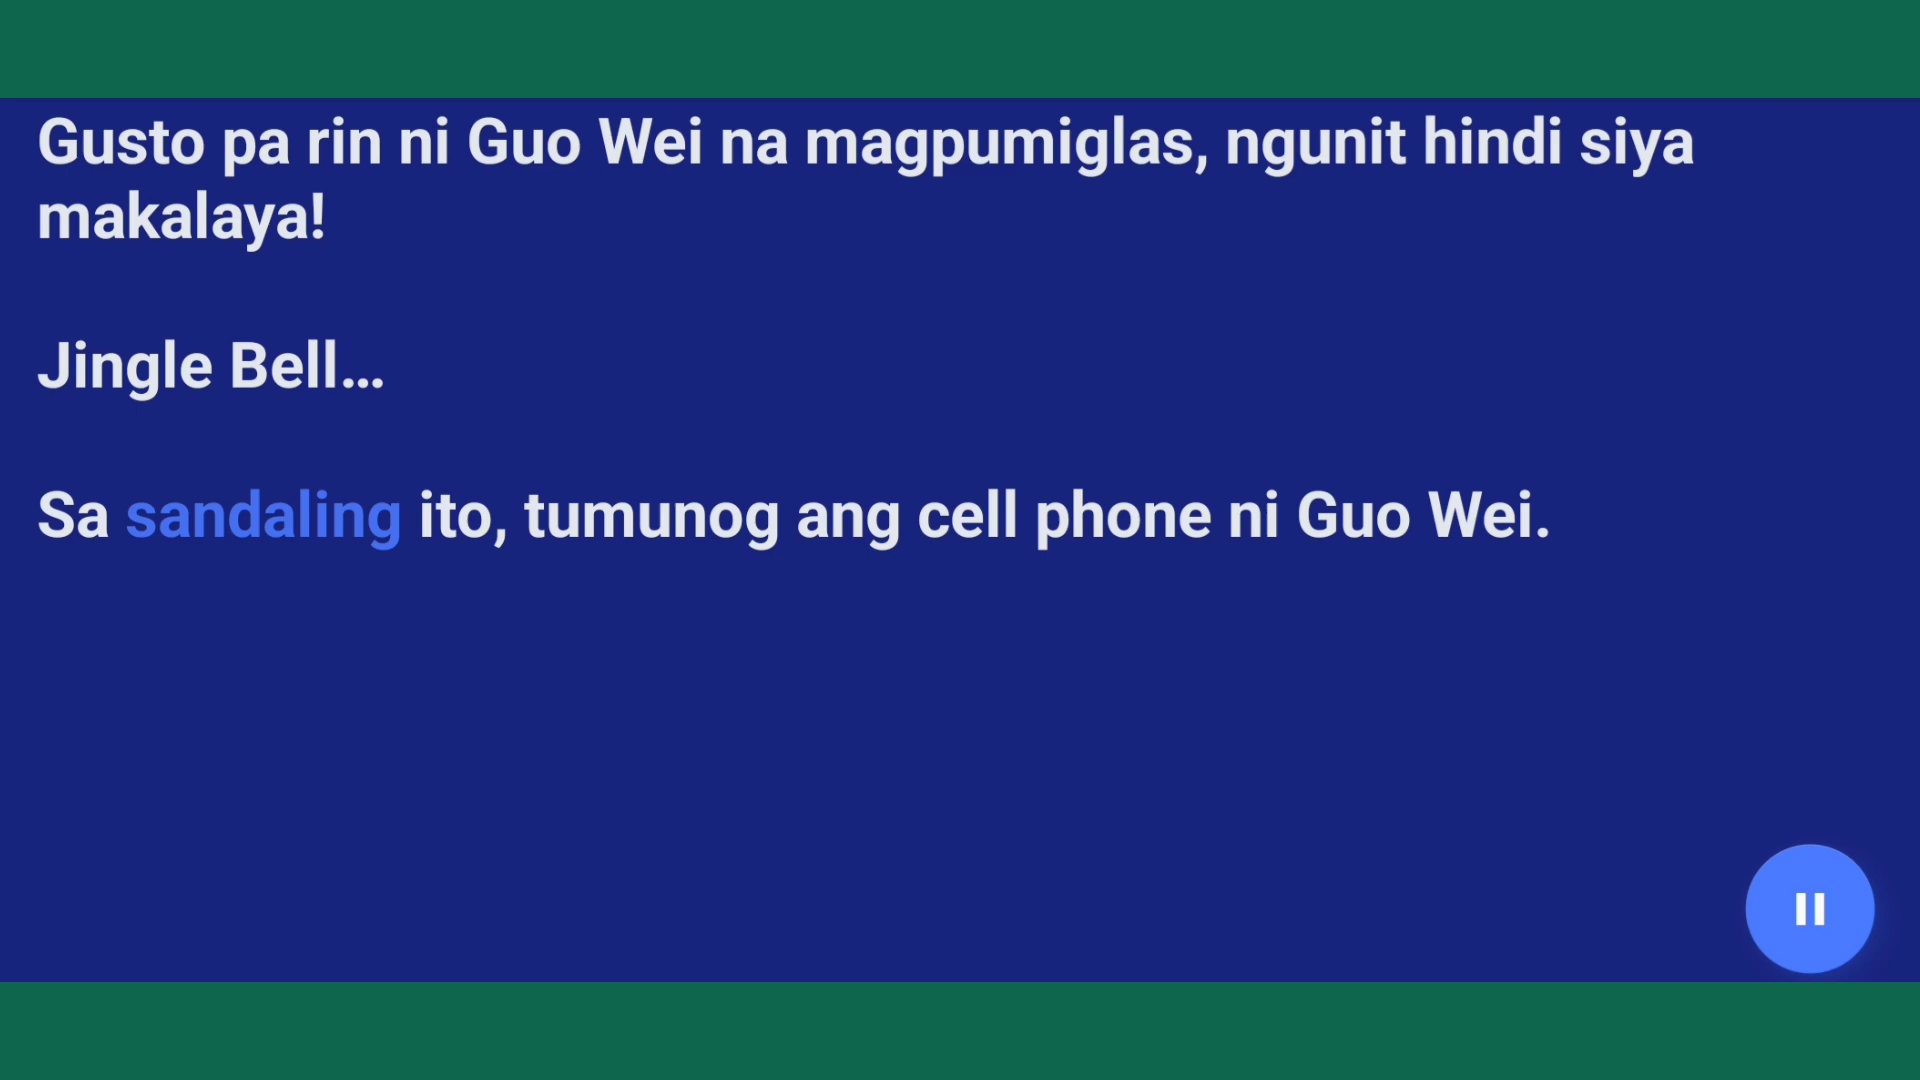 Gusto pa rin ni Guo Wei na magpumiglas, ngunit hindi siya
makalaya!
Jingle Bell...
Sa sandaling ito, tumunog ang cell phone ni Guo Wei.